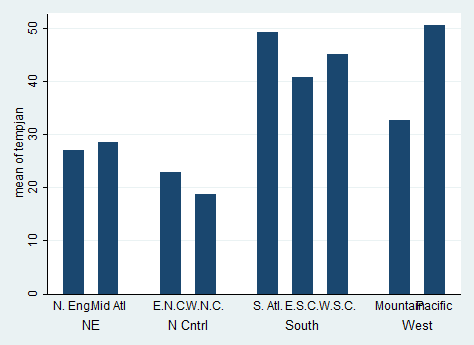 mean of tempjan
50
40
30
20
10
0
N. Eng. Mid Atl E.N.C. W.N.C. S. Atl. E.S.C. W.S.C. Mountain Pacific
NE N Cntrl South West